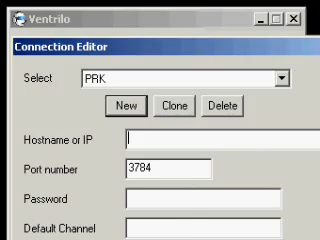 Ventrilo
Connection Editor
Select PRK
New Clone Delete
Hostname or IP
Port number 3784
Password
Default Channel